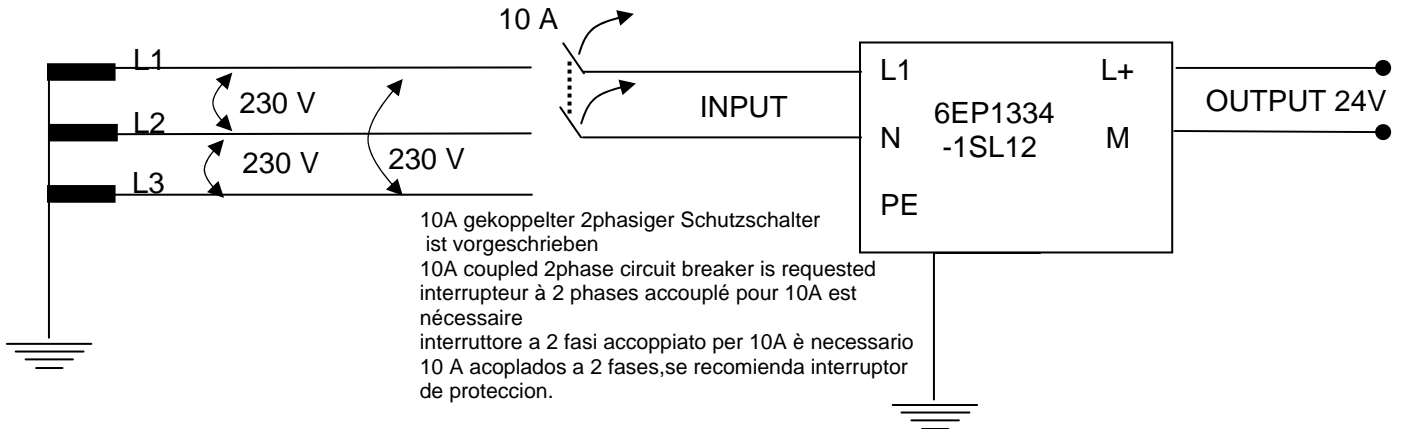 10 A
L1
230 V
L2
230 V
230 V
L3
INPUT
L1
L+
6EP1334
-1SL12
N
M
PE
OUTPUT 24V
10A gekoppelter 2phasiger Schutzschalter
ist vorgeschrieben
10A coupled 2phase circuit breaker is requested
interrupteur à 2 phases accouplé pour 10A est
nécessaire
interruttore a 2 fasi accoppiato per 10A è necessario
10 A acoplados a 2 fases,se recomienda interruptor
de proteccion.